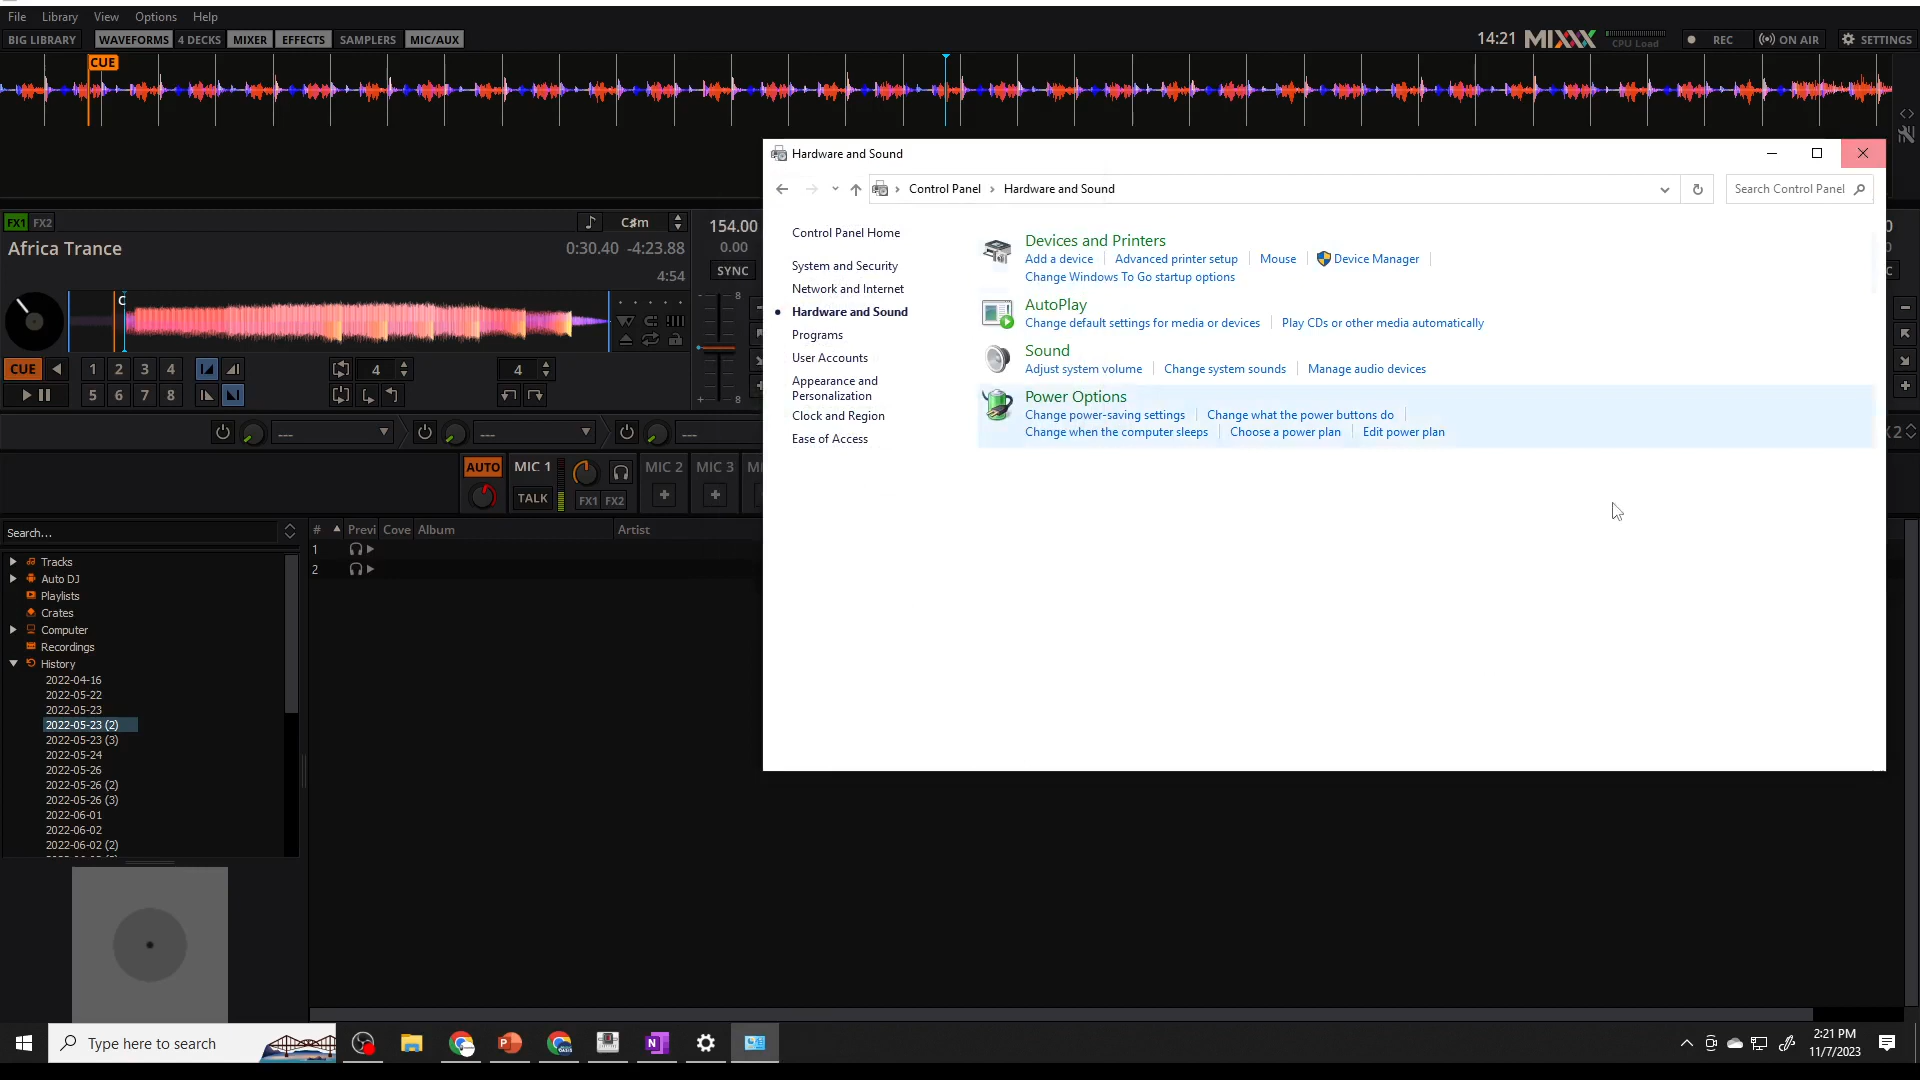 File Library View Options Help
BIG LIBRARY WAVEFORMS 4 DECKS MIXER EFFECTS SAMPLERS MIC/AUX 14:21 MIXXX CPU Load REC ON AIR SETTINGS
CUE
FX1 FX2 C#m 154.00
Africa Trance 0:30.40 -4:23.88 0.00
4:54 SYNC
C
8
CUE 1 2 3 4 4 4
5 6 7 8 8
--- --- ---
AUTO MIC 1 MIC 2 MIC 3
TALK FX1 FX2
Search... # Previ Cove Album Artist
1
2
Tracks
Auto DJ
Playlists
Crates
Computer
Recordings
History
2022-04-16
2022-05-22
2022-05-23
2022-05-23 (2)
2022-05-23 (3)
2022-05-24
2022-05-26
2022-05-26 (2)
2022-05-26 (3)
2022-06-01
2022-06-02
2022-06-02 (2)
Hardware and Sound
Control Panel Hardware and Sound Search Control Panel
Control Panel Home
System and Security
Network and Internet
Hardware and Sound
Programs
User Accounts
Appearance and
Personalization
Clock and Region
Ease of Access
Devices and Printers
Add a device Advanced printer setup Mouse Device Manager
Change Windows To Go startup options
AutoPlay
Change default settings for media or devices Play CDs or other media automatically
Sound
Adjust system volume Change system sounds Manage audio devices
Power Options
Change power-saving settings Change what the power buttons do
Change when the computer sleeps Choose a power plan Edit power plan
Type here to search
2:21 PM
11/7/2023